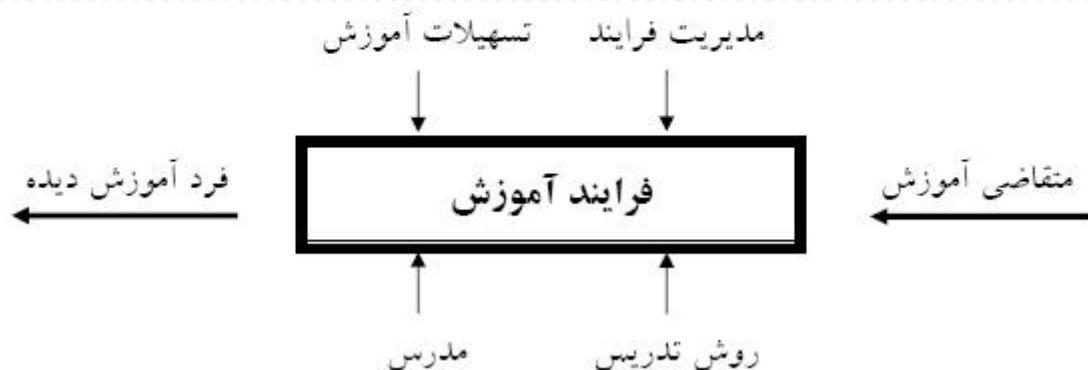 مدیریت فرایند
تسهیلات آموزش
متقاضی آموزش
فرایند آموزش
فرد آموزش دیده
روش تدریس
مدرس